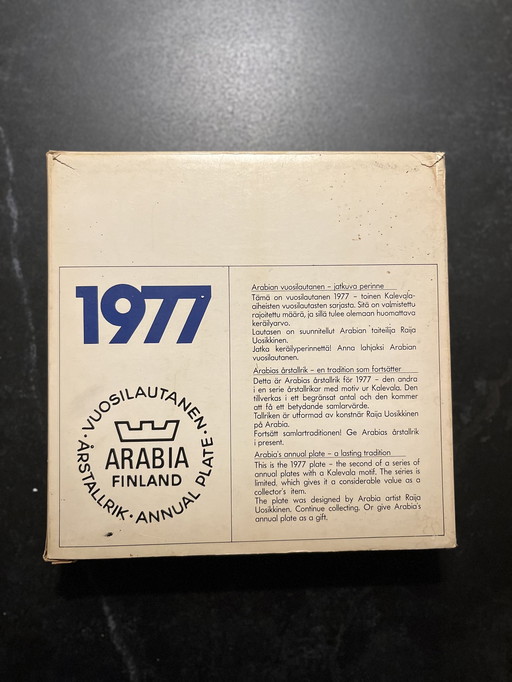 1977
· VUOSILAUTANEN · ANNUAL PLATE · ÅRSTALLRIK
ARABIA
FINLAND
Arabian vuosilautanen – jatkuva perinne
Tämä on vuosilautanen 1977 – toinen Kalevala-
aiheisten vuosilautasten sarjasta. Sitä on valmistettu
rajoitettu määrä, ja sillä tulee olemaan huomattava
keräilyarvo.
Lautasen on suunnitellut Arabian taiteilija Raija
Uosikkinen.
Jatka keräilyperinnettä! Anna lahjaksi Arabian
vuosilautanen.
Arabias årstallrik – en tradition som fortsätter
Detta är Arabias årstallrik för 1977 – den andra
i en serie årstallrikar med motiv ur Kalevala. Den
tillverkas i ett begränsat antal och den kommer
att få ett betydande samlarvärde.
Tallriken är utformad av konstnär Raija Uosikkinen
på Arabia.
Fortsätt samlartraditionen! Ge Arabias årstallrik
i present.
Arabia's annual plate – a lasting tradition
This is the 1977 plate – the second of a series of
annual plates with a Kalevala motif. The series is
limited, which gives it a considerable value as a
collector's item.
The plate was designed by Arabia artist Raija
Uosikkinen. Continue collecting. Or give Arabia's
annual plate as a gift.